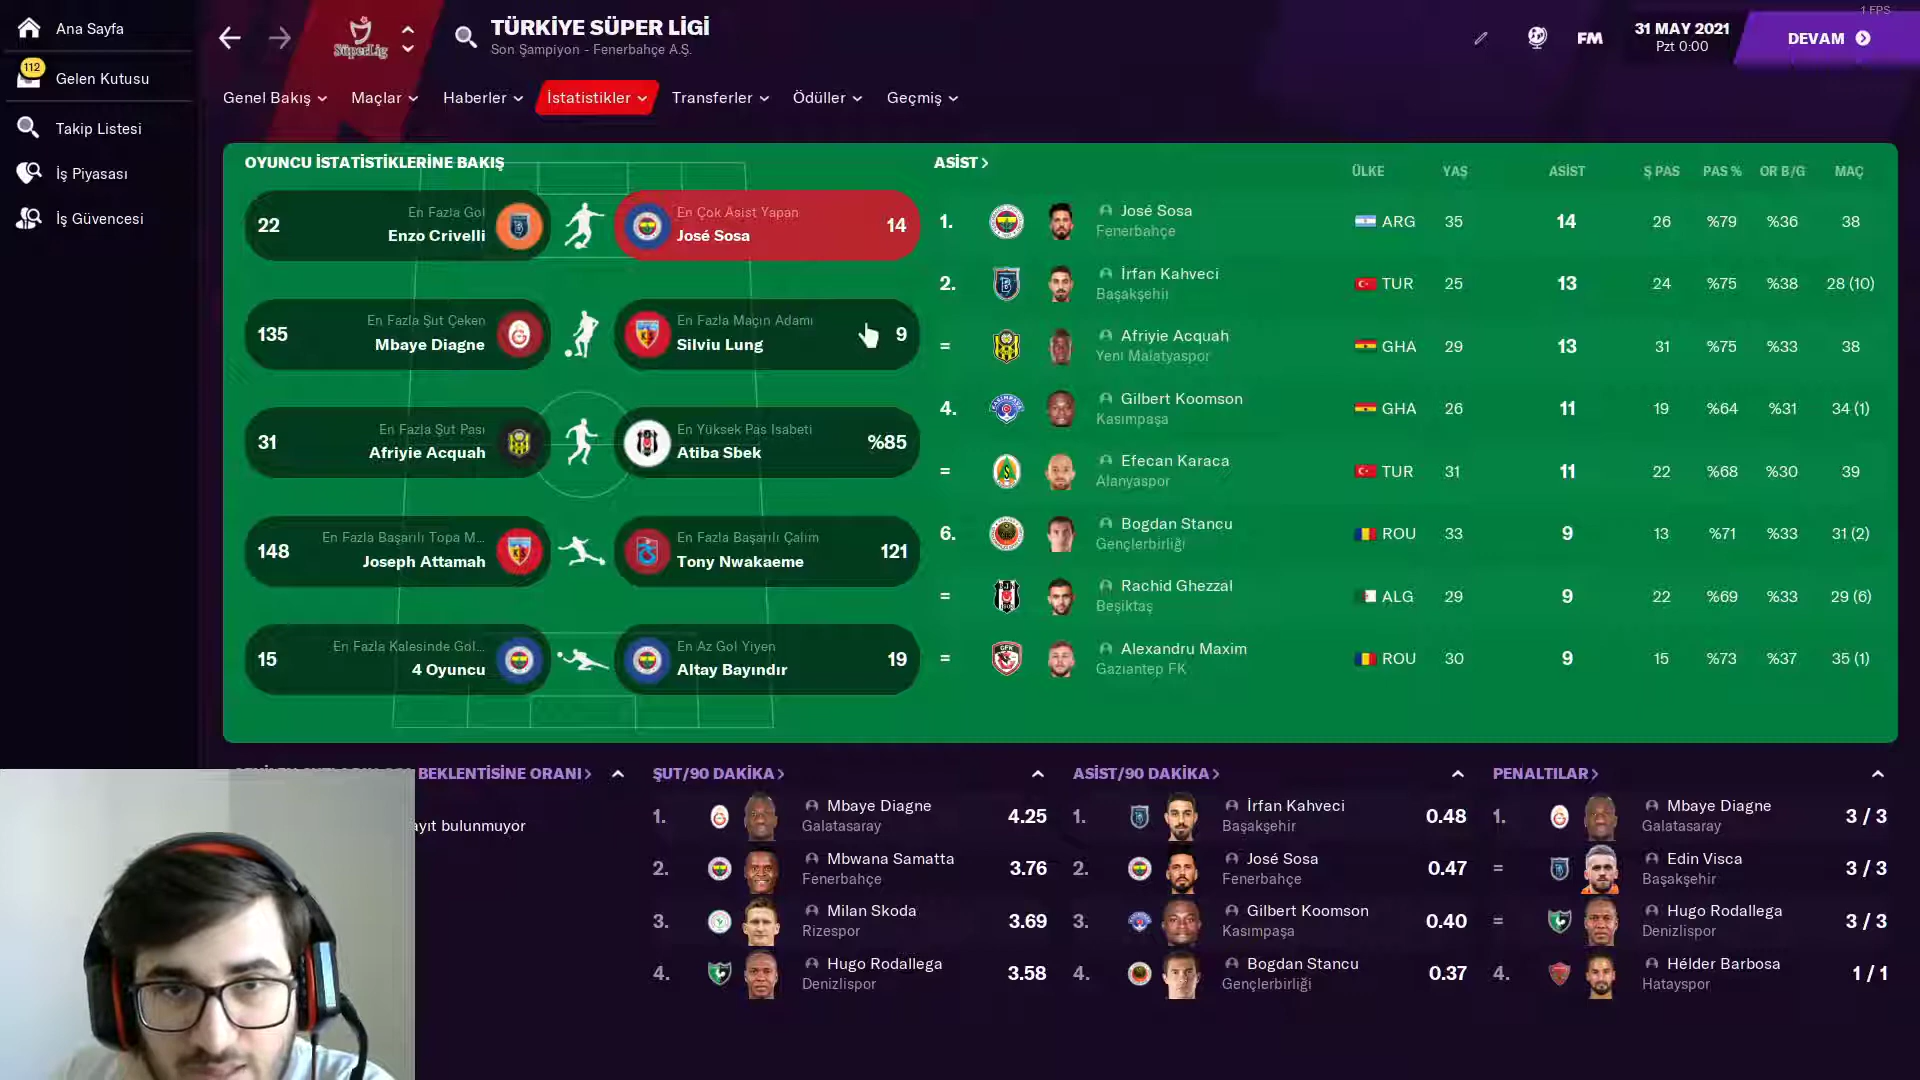 Ana Sayfa
112
Gelen Kutusu
Takip Listesi
İş Piyasası
İş Güvencesi
SüperLig
TÜRKİYE SÜPER LİGİ
Son Şampiyon - Fenerbahçe A.Ş.
1 FPS
FM
31 MAY 2021
Pzt 0:00
DEVAM
Genel Bakış
Maçlar
Haberler
İstatistikler
Transferler
Ödüller
Geçmiş
OYUNCU İSTATİSTİKLERİNE BAKIŞ
22
En Fazla Gol
Enzo Crivelli
En Çok Asist Yapan
José Sosa
14
135
En Fazla Şut Çeken
Mbaye Diagne
En Fazla Maçın Adamı
Silviu Lung
9
31
En Fazla Şut Pası
Afriyie Acquah
En Yüksek Pas İsabeti
Atiba Sbek
%85
148
En Fazla Başarılı Topa M...
Joseph Attamah
En Fazla Başarılı Çalım
Tony Nwakaeme
121
15
En Fazla Kalesinde Gol...
4 Oyuncu
En Az Gol Yiyen
Altay Bayındır
19
ASİST
ÜLKE YAŞ ASİST Ş PAS PAS % OR B/G MAÇ
1. José Sosa Fenerbahçe ARG 35 14 26 %79 %36 38
2. İrfan Kahveci Başakşehir TUR 25 13 24 %75 %38 28 (10)
= Afriyie Acquah Yeni Malatyaspor GHA 29 13 31 %75 %33 38
4. Gilbert Koomson Kasımpaşa GHA 26 11 19 %64 %31 34 (1)
= Efecan Karaca Alanyaspor TUR 31 11 22 %68 %30 39
6. Bogdan Stancu Gençlerbirliği ROU 33 9 13 %71 %33 31 (2)
= Rachid Ghezzal Beşiktaş ALG 29 9 22 %69 %33 29 (6)
= Alexandru Maxim Gaziantep FK ROU 30 9 15 %73 %37 35 (1)
BEKLENTİSİNE ORANI
bulunmuyor
ŞUT/90 DAKİKA
1. Mbaye Diagne Galatasaray 4.25
2. Mbwana Samatta Fenerbahçe 3.76
3. Milan Skoda Rizespor 3.69
4. Hugo Rodallega Denizlispor 3.58
ASİST/90 DAKİKA
1. İrfan Kahveci Başakşehir 0.48
2. José Sosa Fenerbahçe 0.47
3. Gilbert Koomson Kasımpaşa 0.40
4. Bogdan Stancu Gençlerbirliği 0.37
PENALTILAR
1. Mbaye Diagne Galatasaray 3 / 3
= Edin Visca Başakşehir 3 / 3
= Hugo Rodallega Denizlispor 3 / 3
4. Hélder Barbosa Hatayspor 1 / 1